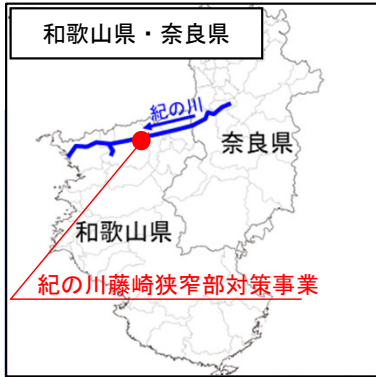 和歌山県・奈良県
紀の川
奈良県
和歌山県
紀の川藤崎狭窄部対策事業